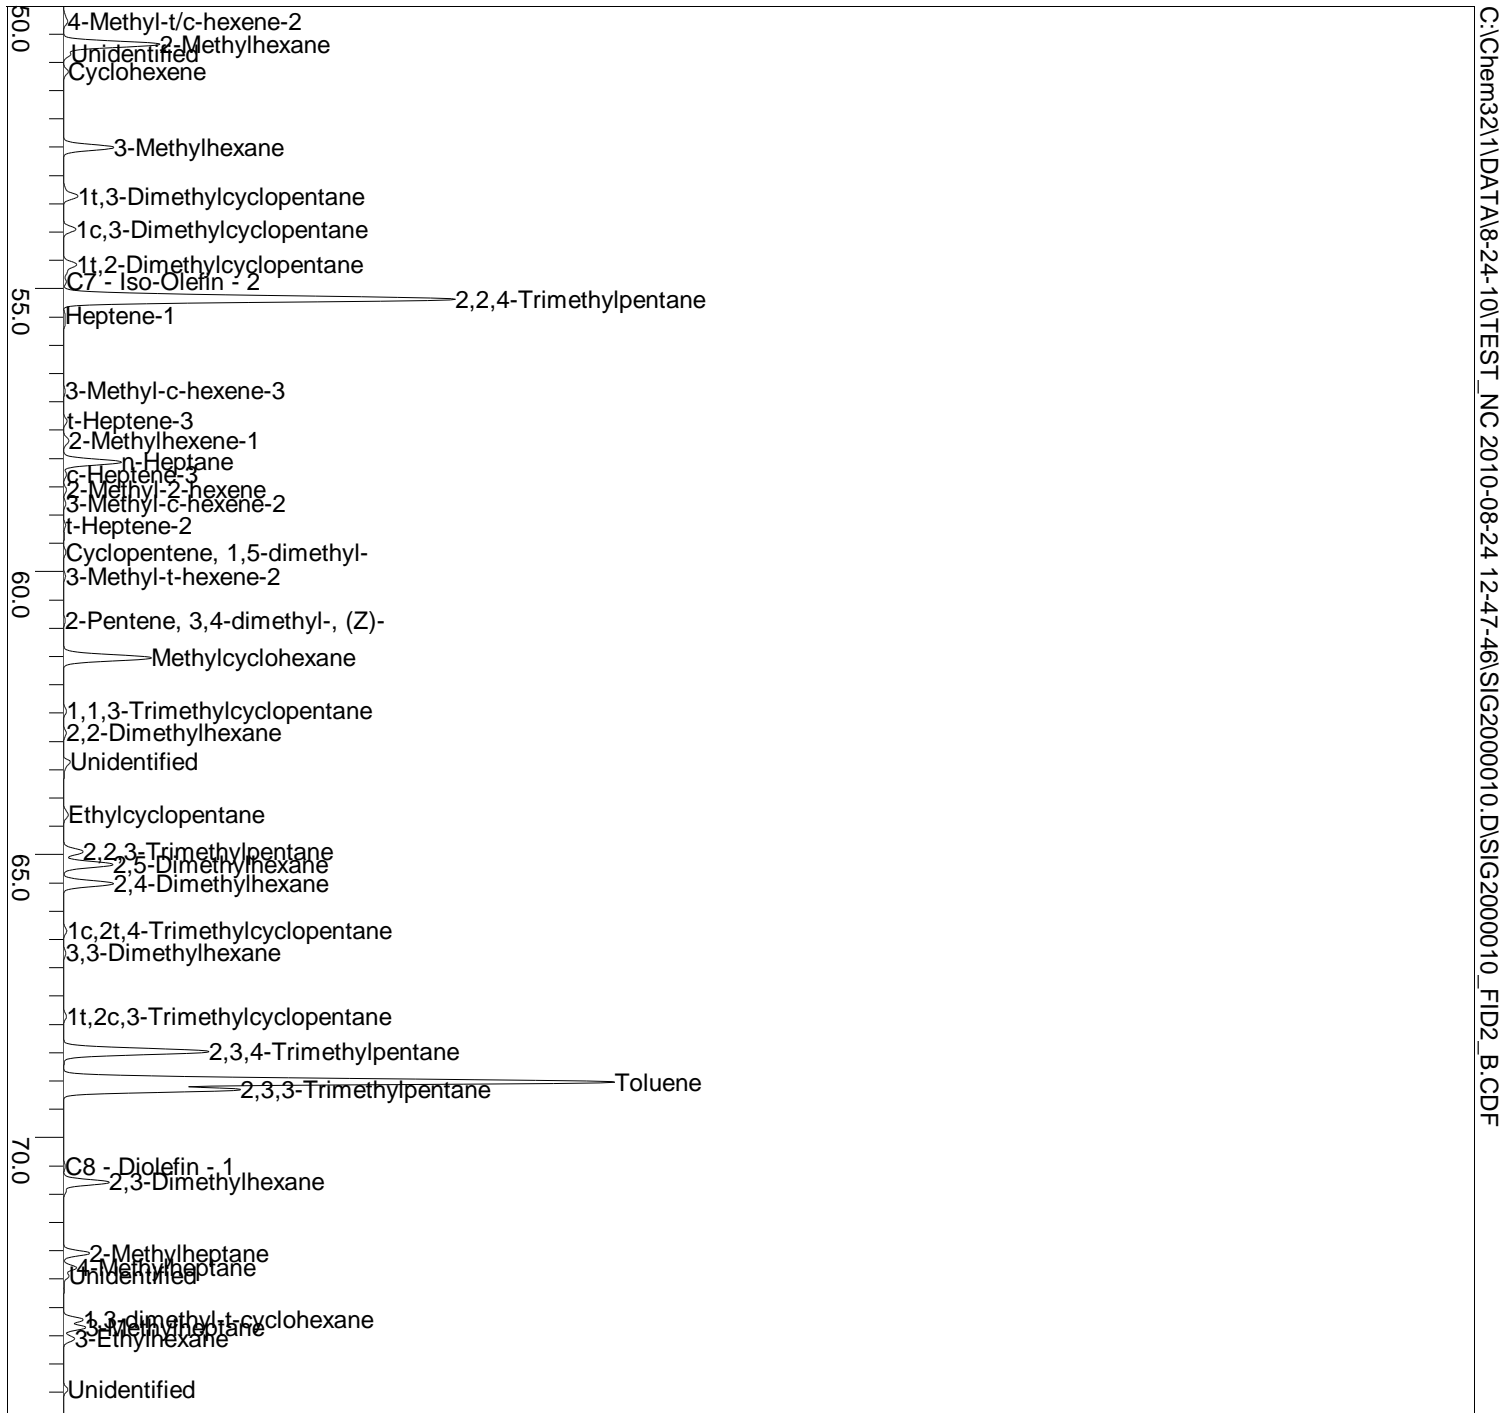 50.0
4-Methyl-t/c-hexene-2
2-Methylhexane
Unidentified
Cyclohexene
3-Methylhexane
1t,3-Dimethylcyclopentane
1c,3-Dimethylcyclopentane
1t,2-Dimethylcyclopentane
C7 - Iso-Olefin - 2
55.0
2,2,4-Trimethylpentane
Heptene-1
3-Methyl-c-hexene-3
t-Heptene-3
2-Methylhexene-1
n-Heptane
c-Heptene-3
2-Methyl-2-hexene
3-Methyl-c-hexene-2
t-Heptene-2
Cyclopentene, 1,5-dimethyl-
60.0
3-Methyl-t-hexene-2
2-Pentene, 3,4-dimethyl-, (Z)-
Methylcyclohexane
1,1,3-Trimethylcyclopentane
2,2-Dimethylhexane
Unidentified
Ethylcyclopentane
2,2,3-Trimethylpentane
65.0
2,5-Dimethylhexane
2,4-Dimethylhexane
1c,2t,4-Trimethylcyclopentane
3,3-Dimethylhexane
1t,2c,3-Trimethylcyclopentane
2,3,4-Trimethylpentane
Toluene
2,3,3-Trimethylpentane
70.0
C8 - Diolefin - 1
2,3-Dimethylhexane
2-Methylheptane
4-Methylheptane
Unidentified
1,3-dimethyl-t-cyclohexane
3-Methylheptane
3-Ethylhexane
Unidentified
C:\Chem32\1\DATA\8-24-10\TEST_NC 2010-08-24 12-47-46\SIG2000010.D\SIG2000010_FID2_B.CDF